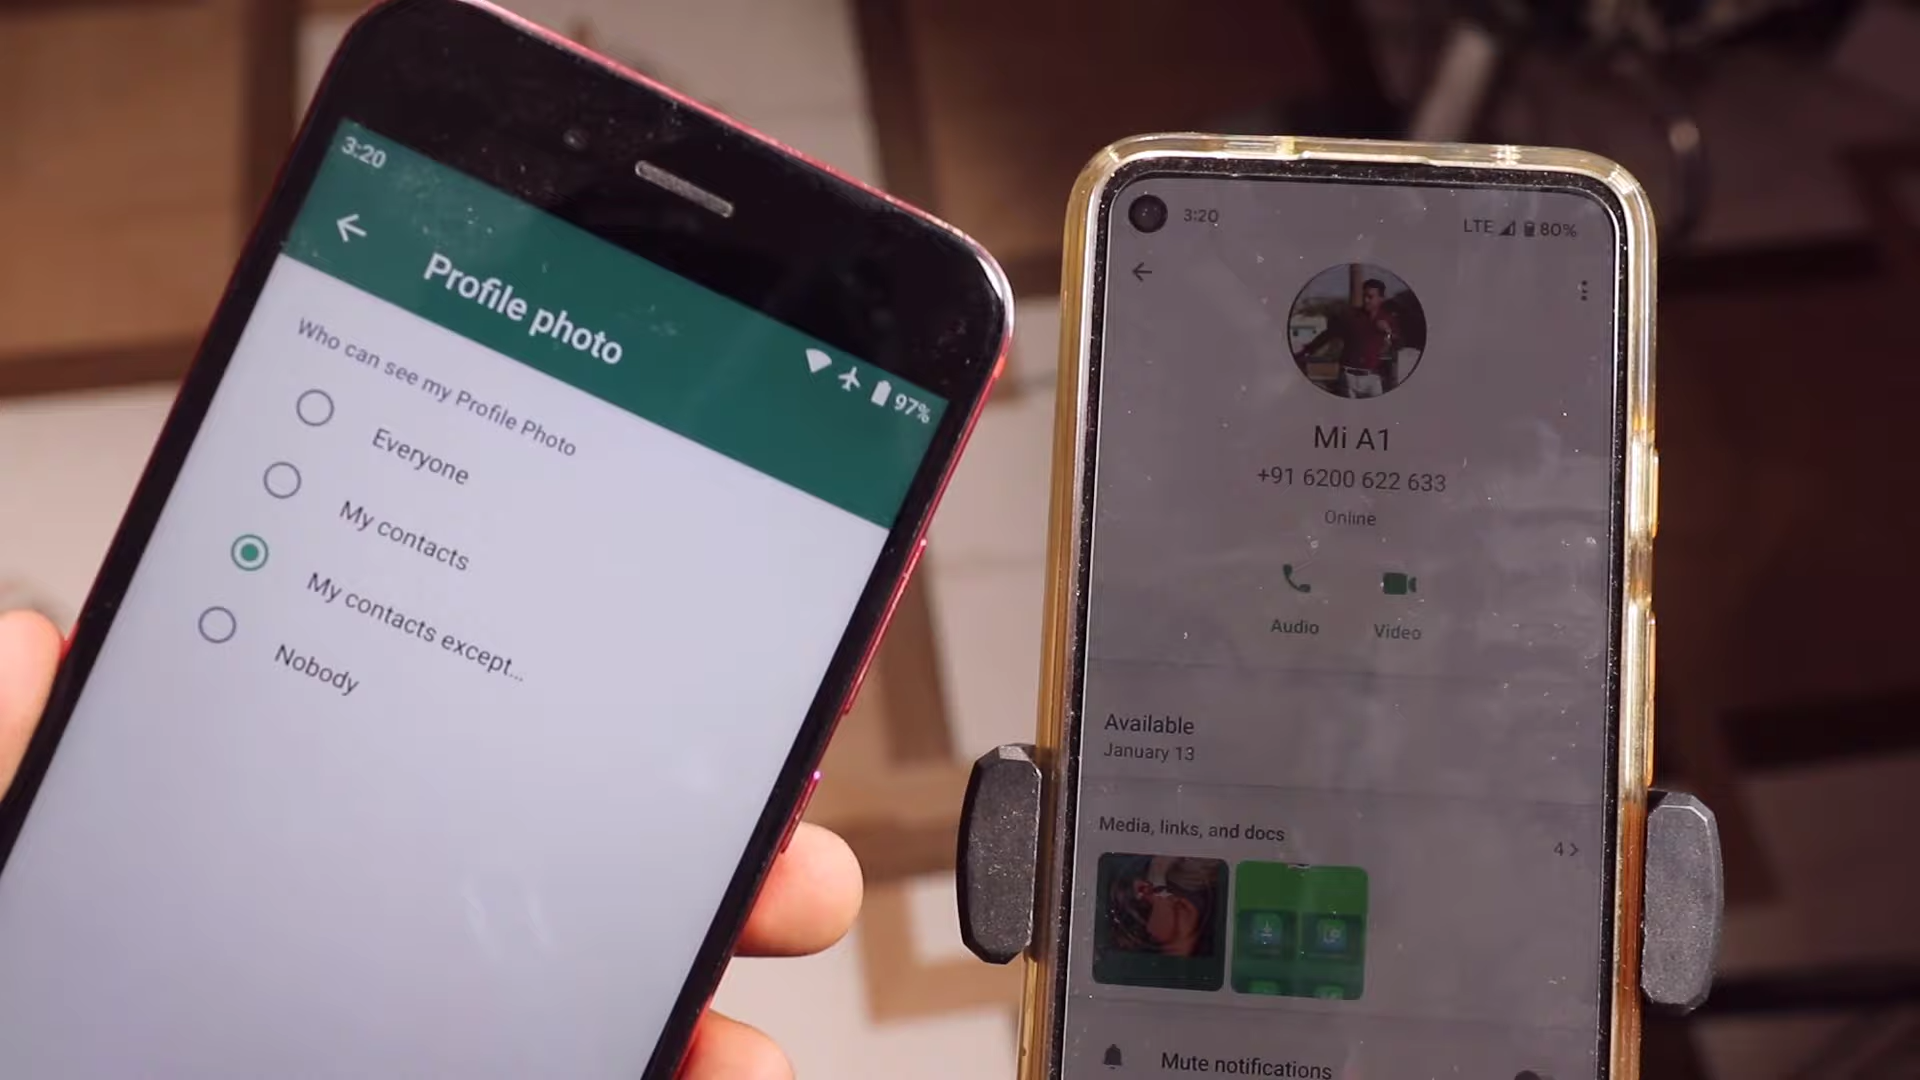 3:20
97%
Profile photo
Who can see my Profile Photo
Everyone
My contacts
My contacts except...
Nobody
3:20
LTE 80%
Mi A1
+91 6200 622 633
Online
Audio Video
Available
January 13
Media, links, and docs
4
Mute notifications